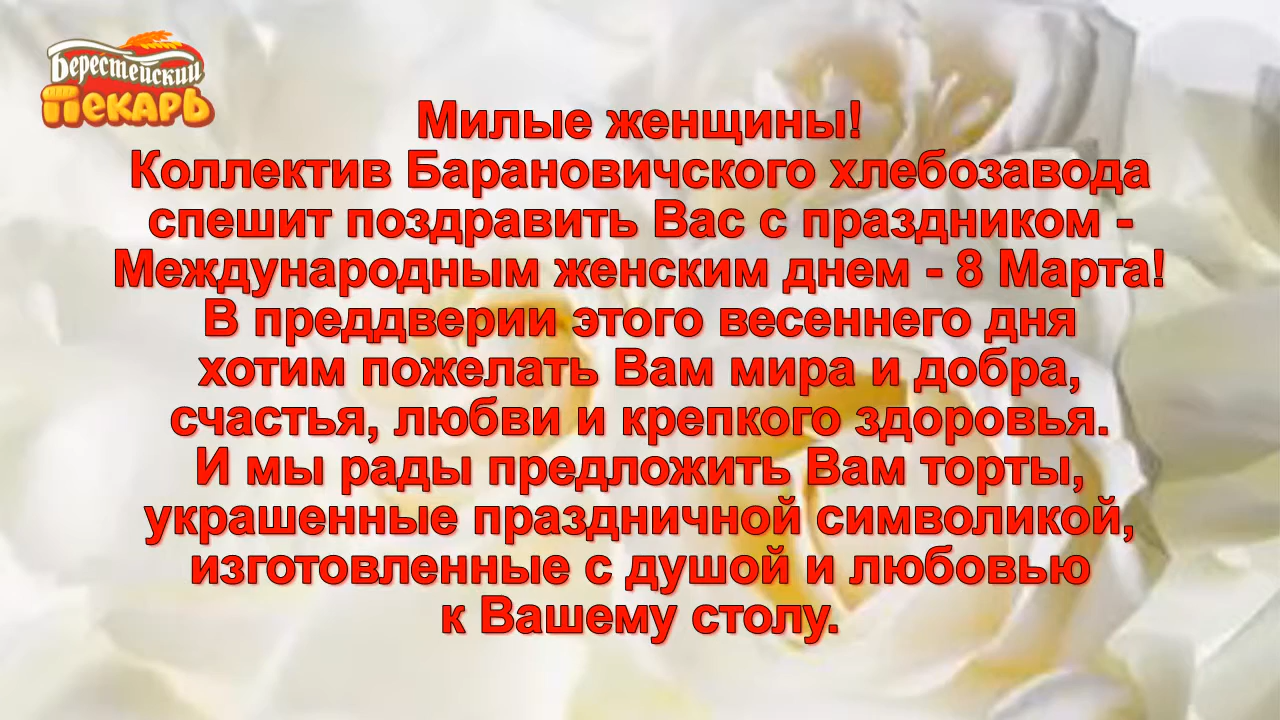 Берестейский
Пекарь
Милые женщины!
Коллектив Барановичского хлебозавода
спешит поздравить Вас с праздником -
Международным женским днем - 8 Марта!
В преддверии этого весеннего дня
хотим пожелать Вам мира и добра,
счастья, любви и крепкого здоровья.
И мы рады предложить Вам торты,
украшенные праздничной символикой,
изготовленные с душой и любовью
к Вашему столу.